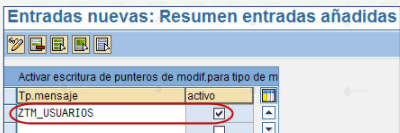 Entradas nuevas: Resumen entradas añadidas
Activar escritura de punteros de modif.para tipo de m
Tp.mensaje activo
ZTM_USUARIOS